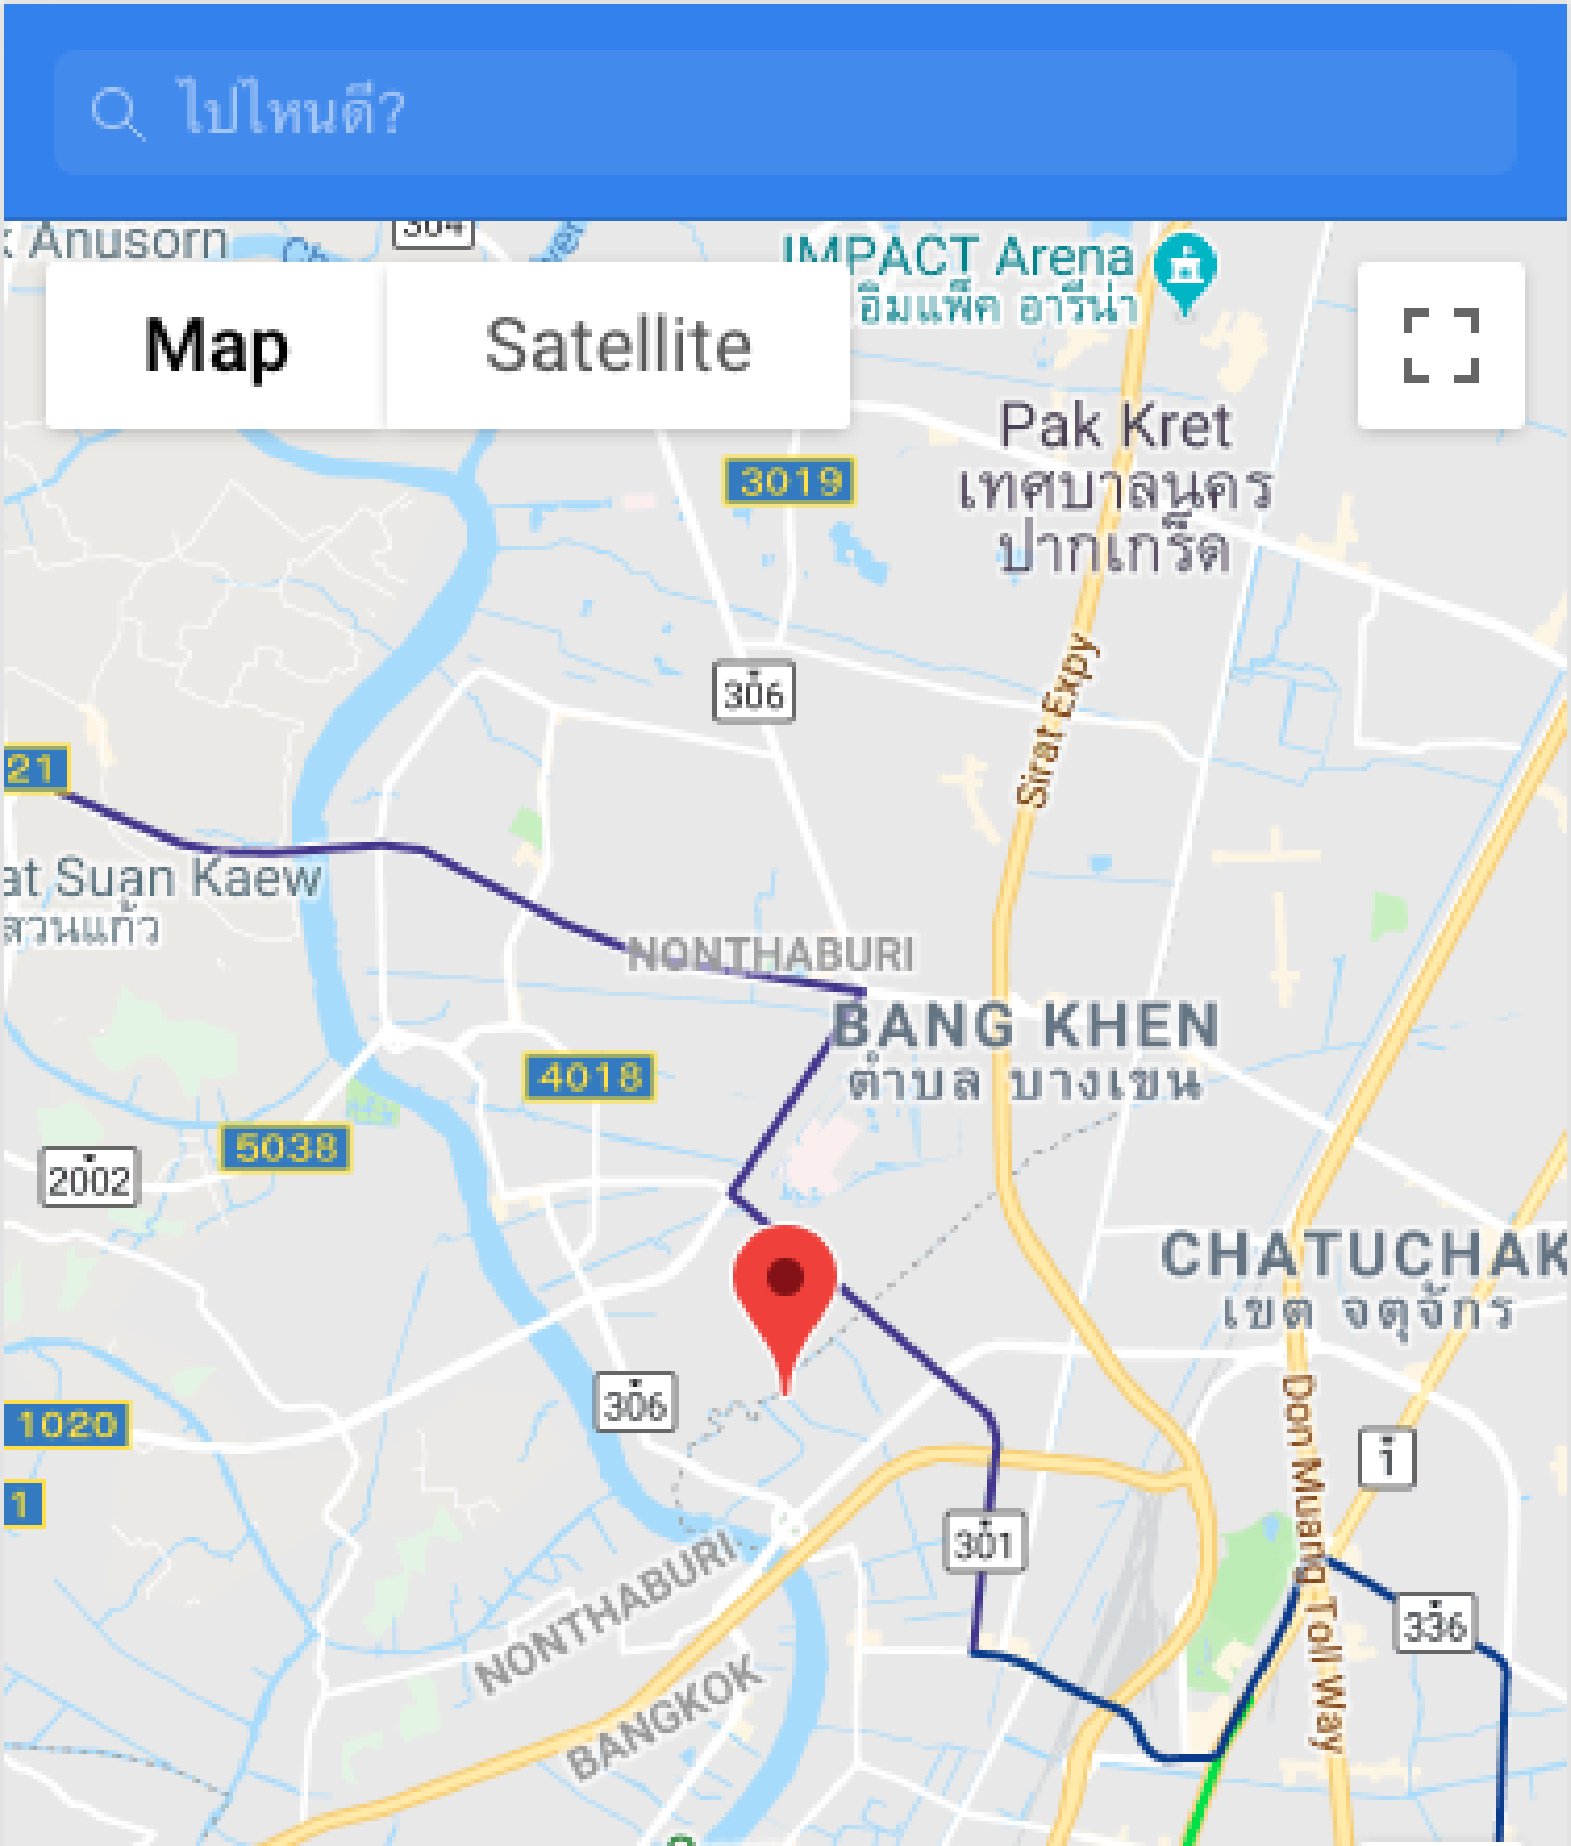 ไปไหนดี?
Anusorn
304
IMPACT Arena
อิมแพ็ค อารีน่า
Map
Satellite
Pak Kret
เทศบาลนคร
ปากเกร็ด
3019
306
Sirat Expy
21
at Suan Kaew
สวนแก้ว
NONTHABURI
BANG KHEN
ตำบล บางเขน
4018
5038
2002
CHATUCHAK
เขต จตุจักร
306
1020
1
1
301
Don Muang Toll Way
336
NONTHABURI
BANGKOK